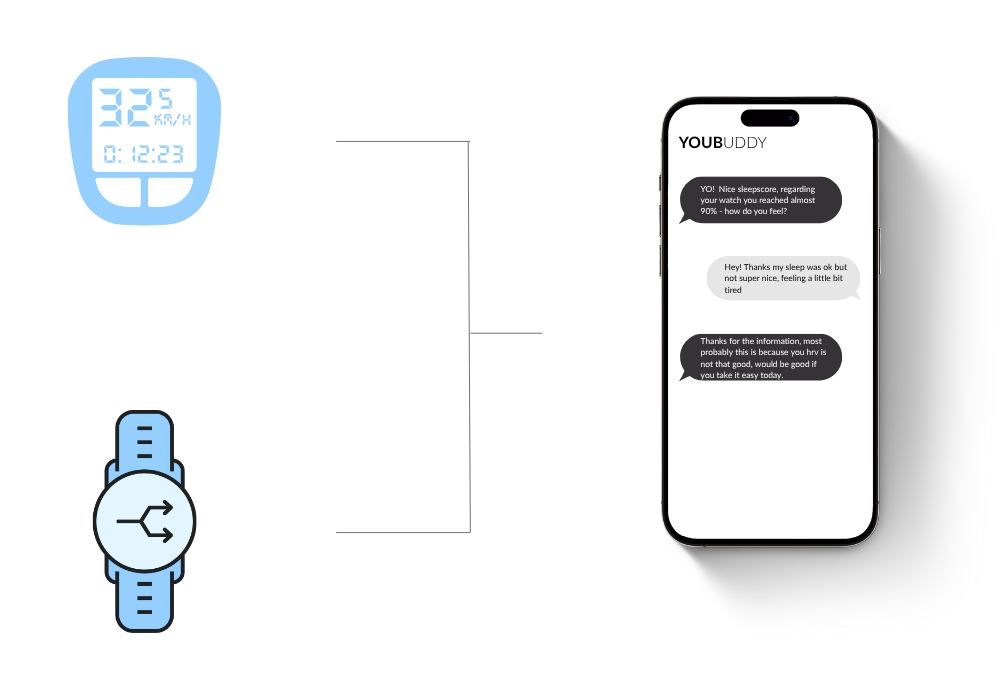 32 5
KM/H
0:12:23
YOUBUDDY
YO! Nice sleepscore, regarding
your watch you reached almost
90% - how do you feel?
Hey! Thanks my sleep was ok but
not super nice, feeling a little bit
tired
Thanks for the information, most
probably this is because you hrv is
not that good, would be good if
you take it easy today.